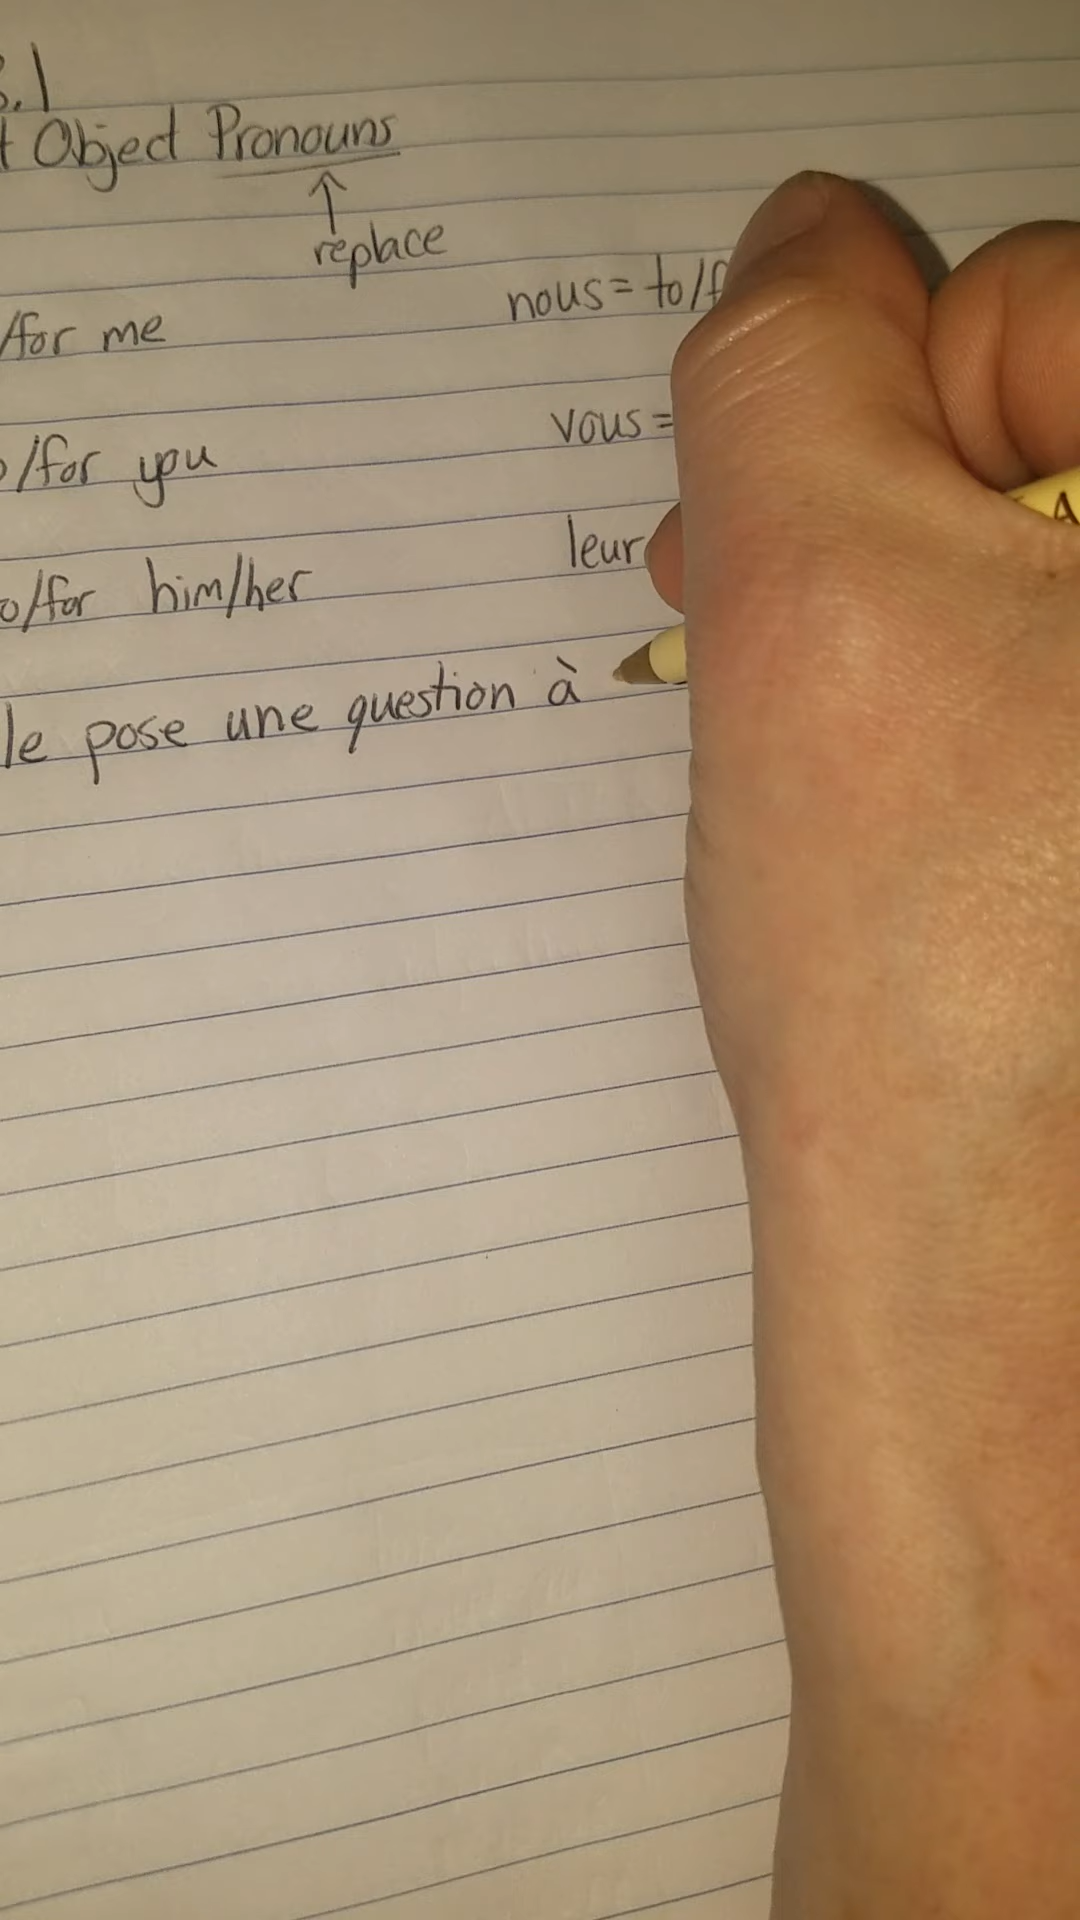 .1
Object Pronouns
↑
replace
/for me
nous = to/f
/for you
vous =
/for him/her
leur
le pose une question à
A